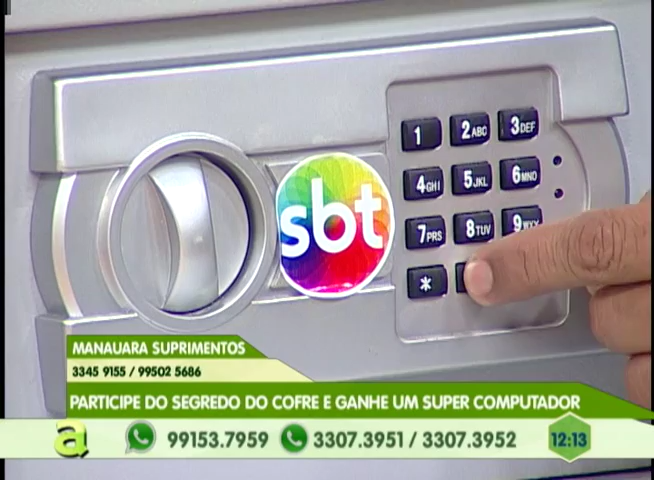 1 2ABC 3DEF
4GHI 5JKL 6MNO
7PRS 8TUV 9
*
sbt
MANAUARA SUPRIMENTOS
3345 9155 / 99502 5686
PARTICIPE DO SEGREDO DO COFRE E GANHE UM SUPER COMPUTADOR
a 99153.7959 3307.3951 / 3307.3952 12:13